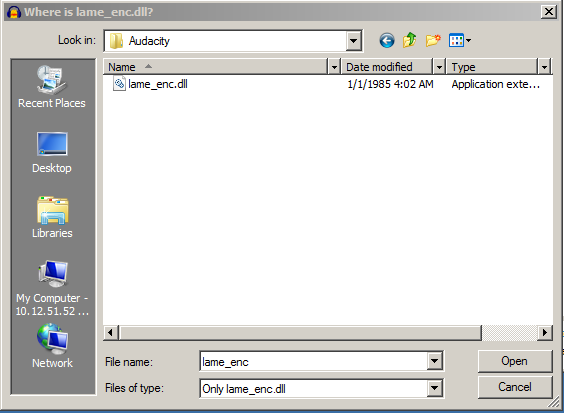 Where is lame_enc.dll?
Look in: Audacity
Name Date modified Type
lame_enc.dll 1/1/1985 4:02 AM Application exte...
Recent Places
Desktop
Libraries
My Computer -
10.12.51.52 ...
Network
File name: lame_enc Open
Files of type: Only lame_enc.dll Cancel